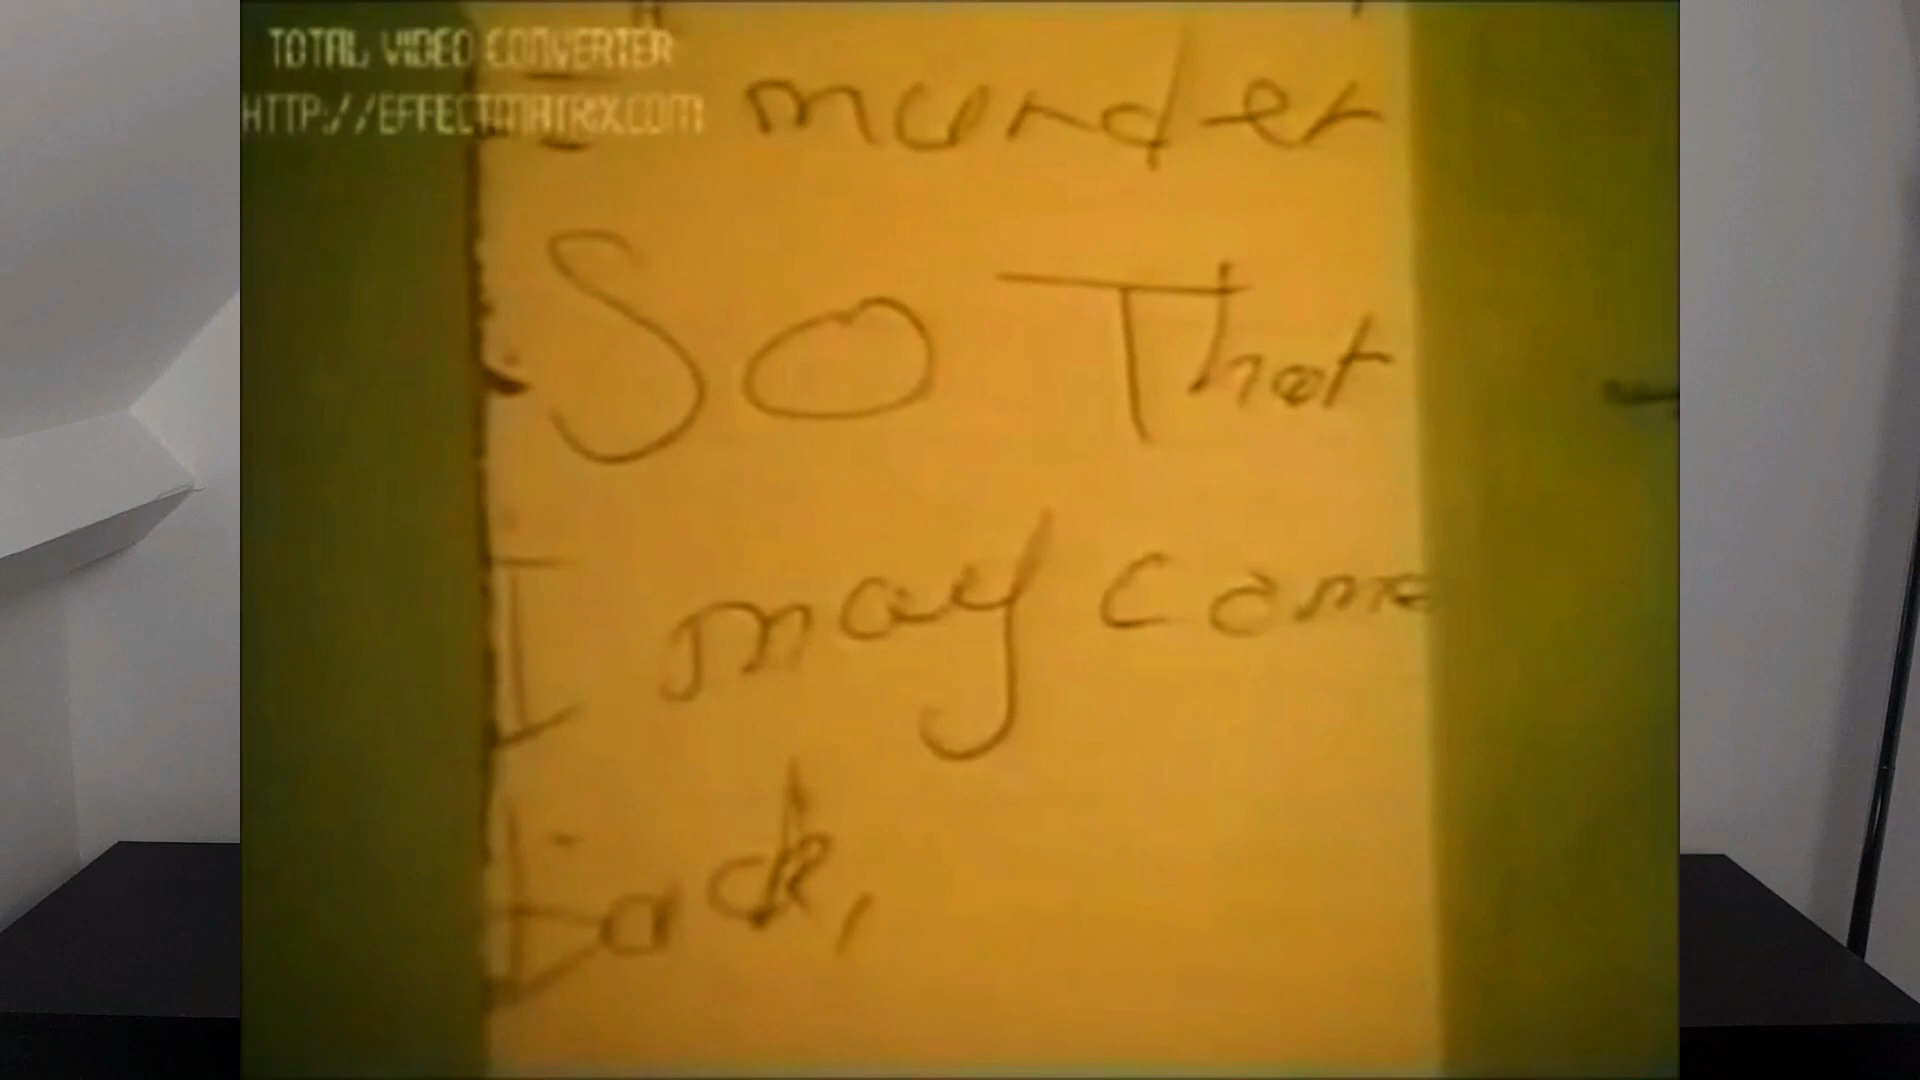 TOTAL VIDEO CONVERTER
HTTP://EFFECTMATRIX.COM
I murder
So That
I may come
back,